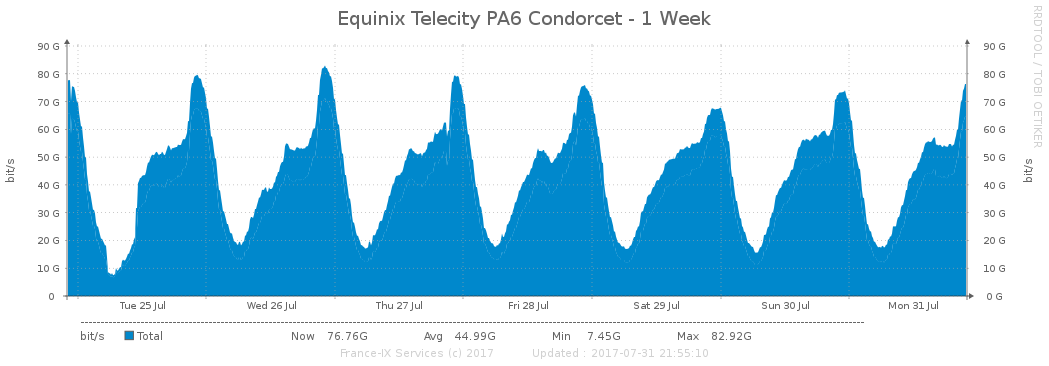 Equinix Telecity PA6 Condorcet - 1 Week
RRDTOOL / TOBI OETIKER
90 G 90 G
80 G 80 G
70 G 70 G
60 G 60 G
50 G 50 G
40 G 40 G
30 G 30 G
20 G 20 G
10 G 10 G
0 0 G
bit/s bit/s
Tue 25 Jul Wed 26 Jul Thu 27 Jul Fri 28 Jul Sat 29 Jul Sun 30 Jul Mon 31 Jul
bit/s Total Now 76.76G Avg 44.99G Min 7.45G Max 82.92G
France-IX Services (c) 2017 Updated : 2017-07-31 21:55:10